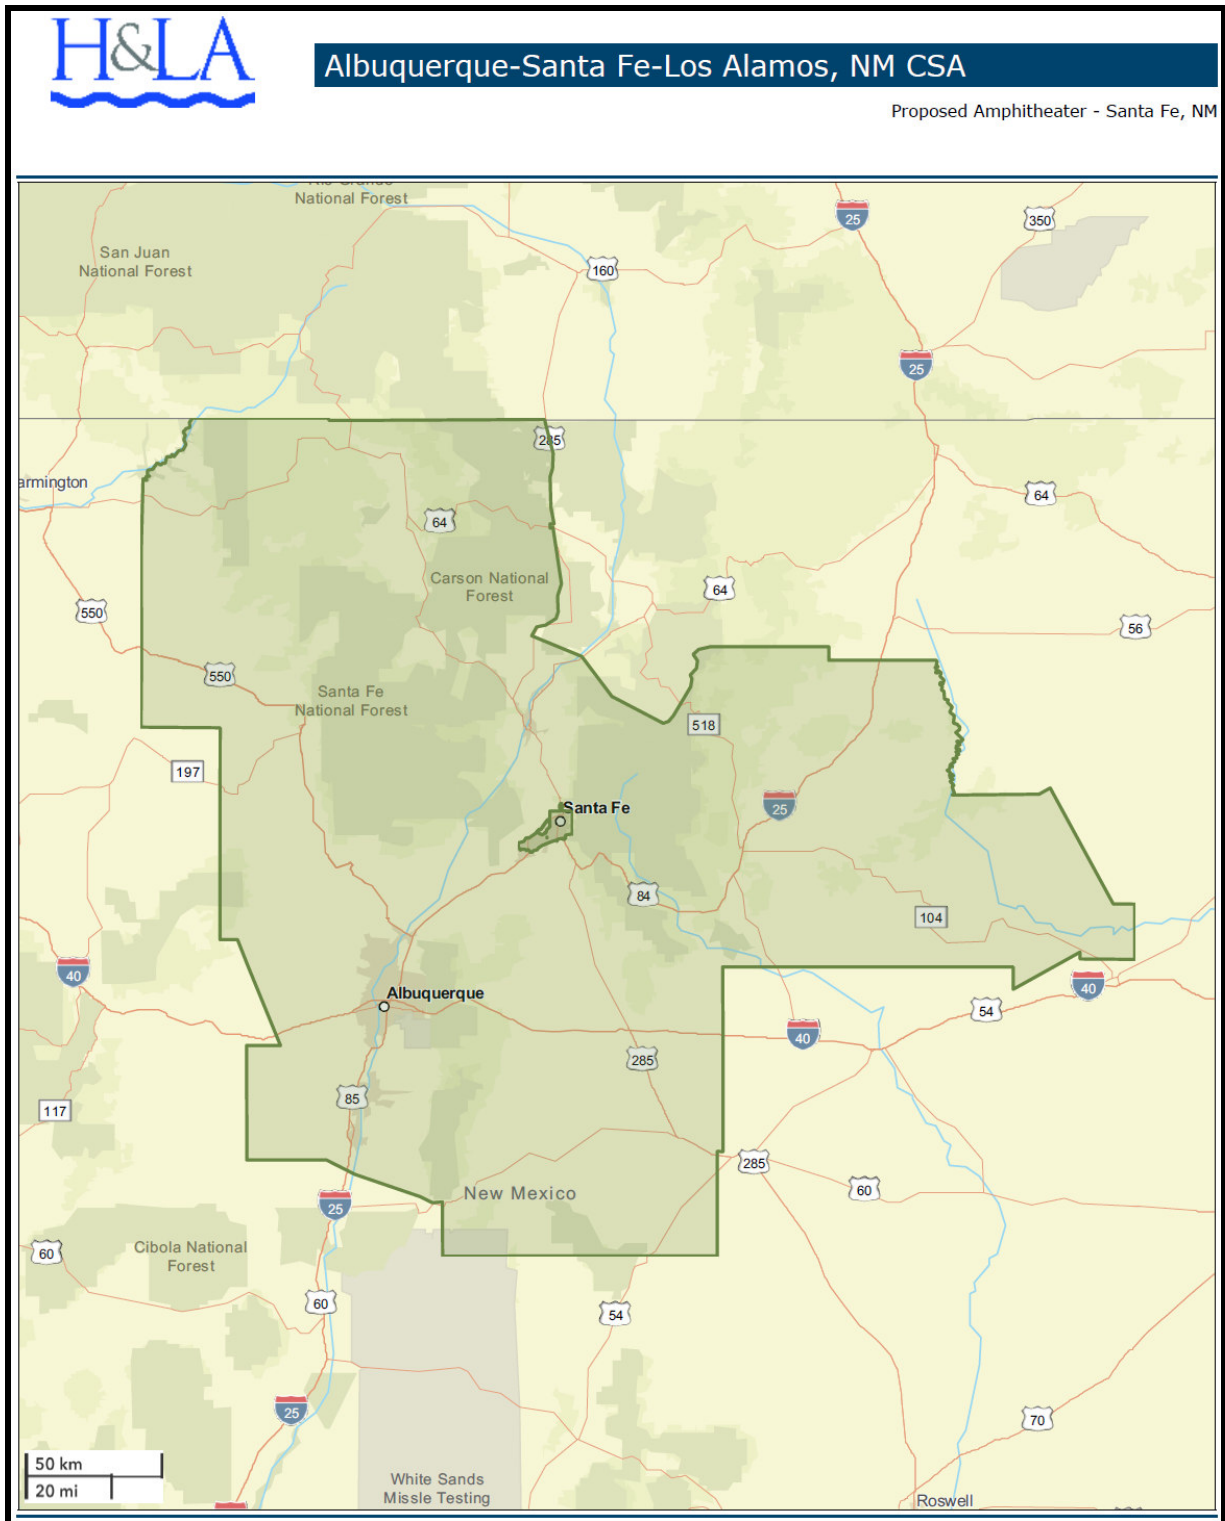 H&LA
Albuquerque-Santa Fe-Los Alamos, NM CSA
Proposed Amphitheater - Santa Fe, NM
Rio Grande
National Forest
25
350
San Juan
National Forest
160
25
285
armington
64
64
Carson National
Forest
64
550
56
550
Santa Fe
National Forest
518
197
25
Santa Fe
84
104
40
40
Albuquerque
54
40
285
85
117
285
60
New Mexico
25
Cibola National
Forest
60
60
54
25
70
50 km
20 mi
White Sands
Missle Testing
Roswell